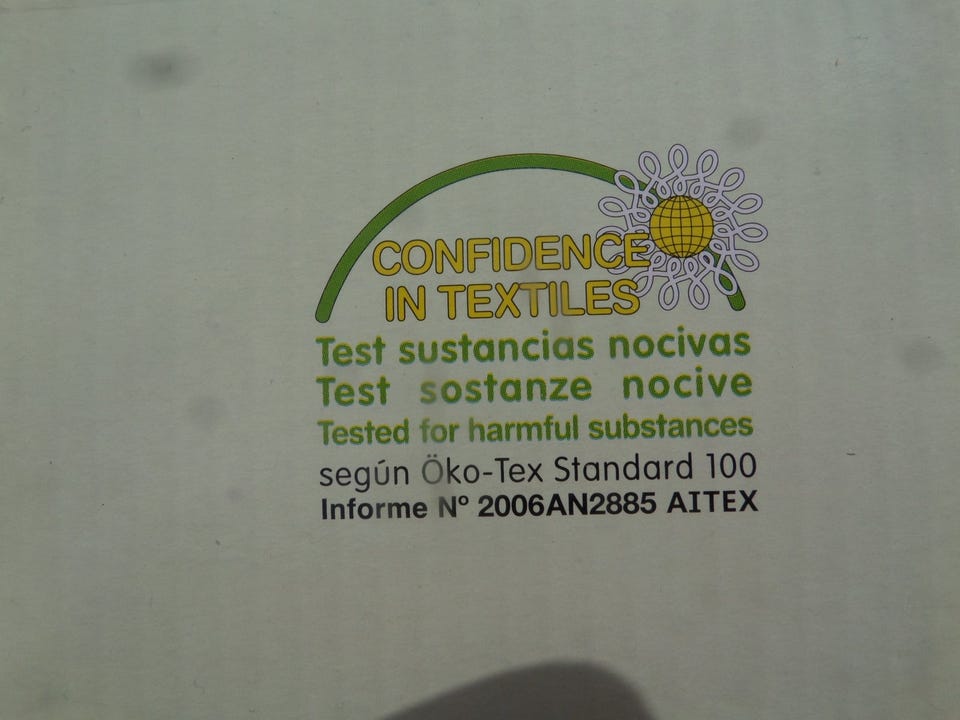 CONFIDENCE
IN TEXTILES
Test sustancias nocivas
Test sostanze nocive
Tested for harmful substances
según Öko-Tex Standard 100
Informe Nº 2006AN2885 AITEX